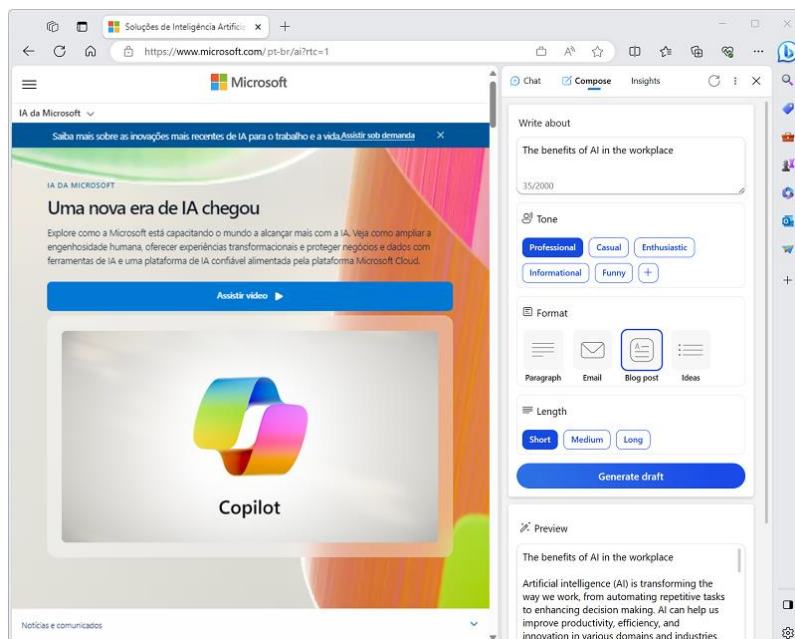 Soluções de Inteligência Artifici
https://www.microsoft.com/pt-br/ai?rtc=1
Microsoft
IA da Microsoft
Saiba mais sobre as inovações mais recentes de IA para o trabalho e a vida. Assistir sob demanda
IA DA MICROSOFT
Uma nova era de IA chegou
Explore como a Microsoft está capacitando o mundo a alcançar mais com a IA. Veja como ampliar a
engenhosidade humana, oferecer experiências transformacionais e proteger negócios e dados com
ferramentas de IA e uma plataforma de IA confiável alimentada pela plataforma Microsoft Cloud.
Assistir vídeo
Copilot
Notícias e comunicados
Chat Compose Insights
Write about
The benefits of AI in the workplace
35/2000
Tone
Professional Casual Enthusiastic
Informational Funny +
Format
Paragraph Email Blog post Ideas
Length
Short Medium Long
Generate draft
Preview
The benefits of AI in the workplace
Artificial intelligence (AI) is transforming the
way we work, from automating repetitive tasks
to enhancing decision making. AI can help us
improve productivity, efficiency, and
innovation in various domains and industries